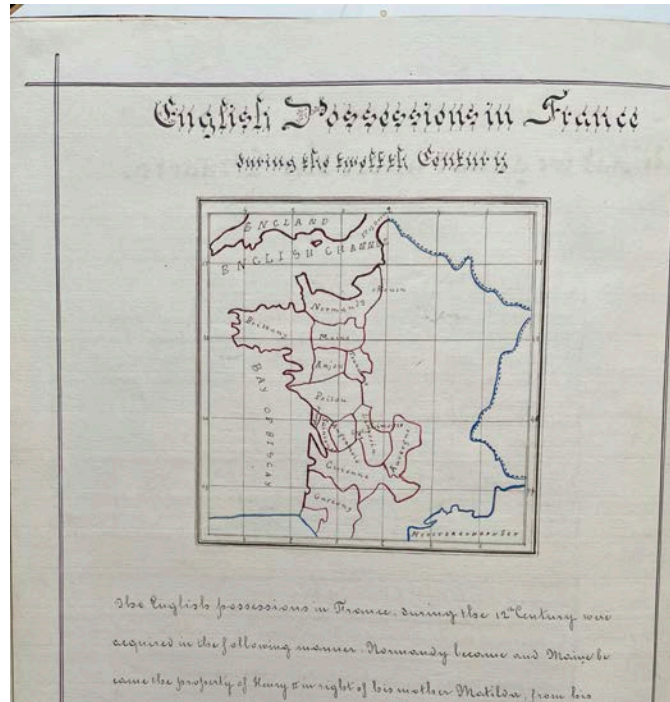 English Possessions in France
during the twelfth Century
ENGLAND
ENGLISH CHANNEL
Normandy
Rouen
Brittany
Maine
Anjou
Poitou
BAY OF BISCAY
Auvergne
Guienne
Gascony
MEDITERRANEAN SEA
The English possessions in France, during the 12th Century were
acquired in the following manner. Normandy became and Maine be
came the property of Henry II in right of his mother Matilda, from his